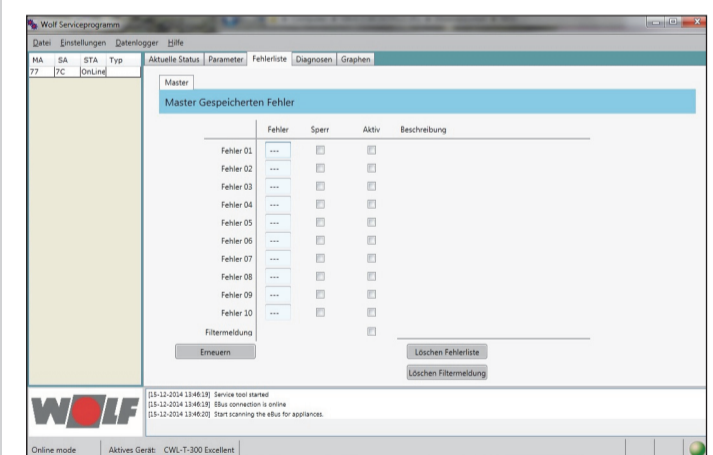 Wolf Serviceprogramm
Datei Einstellungen Datenlogger Hilfe
MA SA STA Typ
77 7C OnLine
Aktuelle Status Parameter Fehlerliste Diagnosen Graphen
Master
Master Gespeicherten Fehler
Fehler Sperr Aktiv Beschreibung
Fehler 01 ---
Fehler 02 ---
Fehler 03 ---
Fehler 04 ---
Fehler 05 ---
Fehler 06 ---
Fehler 07 ---
Fehler 08 ---
Fehler 09 ---
Fehler 10 ---
Filtermeldung
Erneuern Löschen Fehlerliste
Löschen Filtermeldung
WOLF
[15-12-2014 13:46:19] Service tool started
[15-12-2014 13:46:19] EBus connection is online
[15-12-2014 13:46:20] Start scanning the eBus for appliances.
Online mode Aktives Gerät: CWL-T-300 Excellent